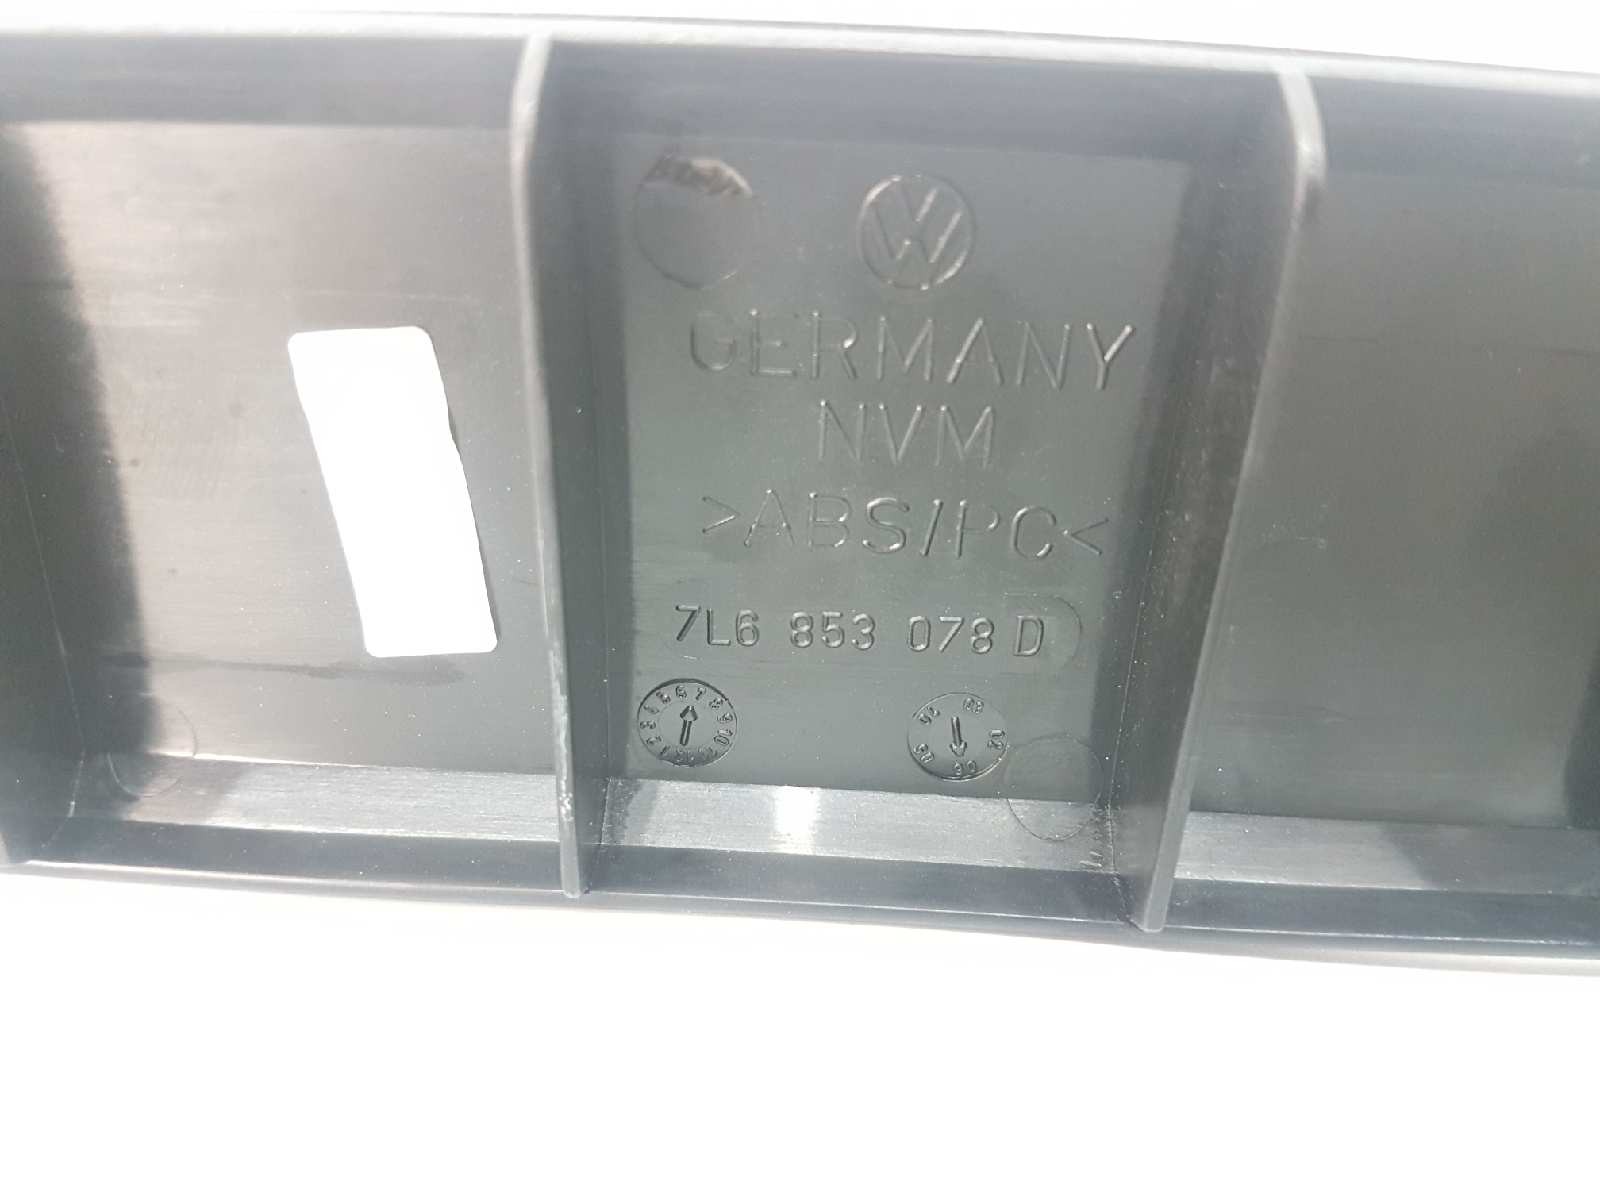 GERMANY
NVM
>ABS/PC<
7L6 853 078 D